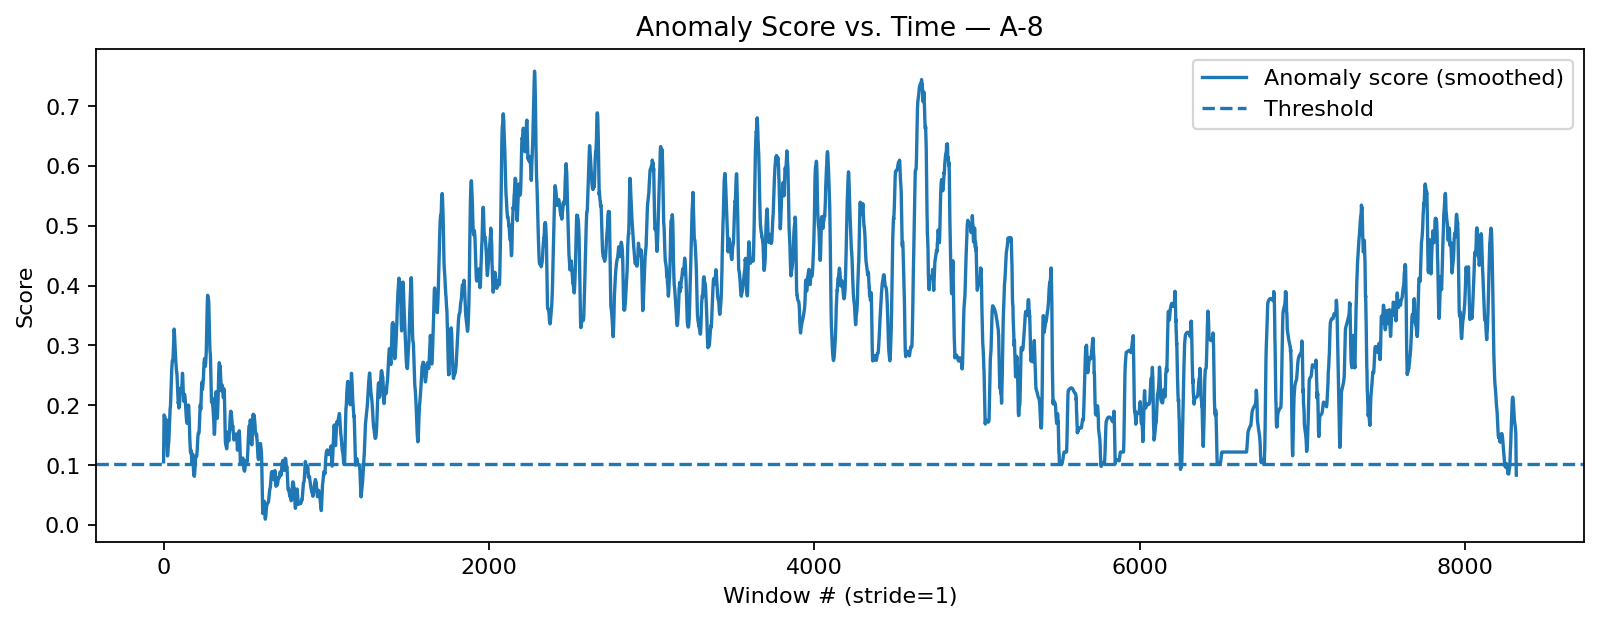 Anomaly Score vs. Time — A-8
Anomaly score (smoothed)
Threshold
Score
0.7
0.6
0.5
0.4
0.3
0.2
0.1
0.0
0 2000 4000 6000 8000
Window # (stride=1)